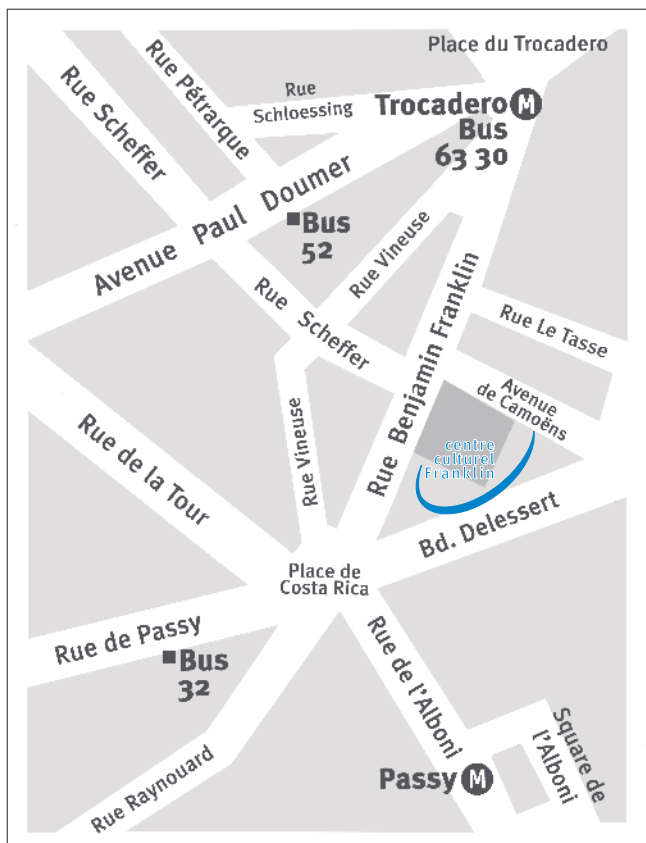 Place du Trocadero
Rue Scheffer
Rue Pétrarque
Rue
Schloessing
Trocadero M
Bus
63 30
Avenue Paul Doumer
Bus
52
Rue Vineuse
Rue Scheffer
Rue Benjamin Franklin
Rue Le Tasse
Avenue
de Camoëns
Rue de la Tour
Rue Vineuse
centre
culturel
Franklin
Bd. Delessert
Place de
Costa Rica
Rue de Passy
Bus
32
Rue de l'Alboni
Square de
l'Alboni
Passy M
Rue Raynouard